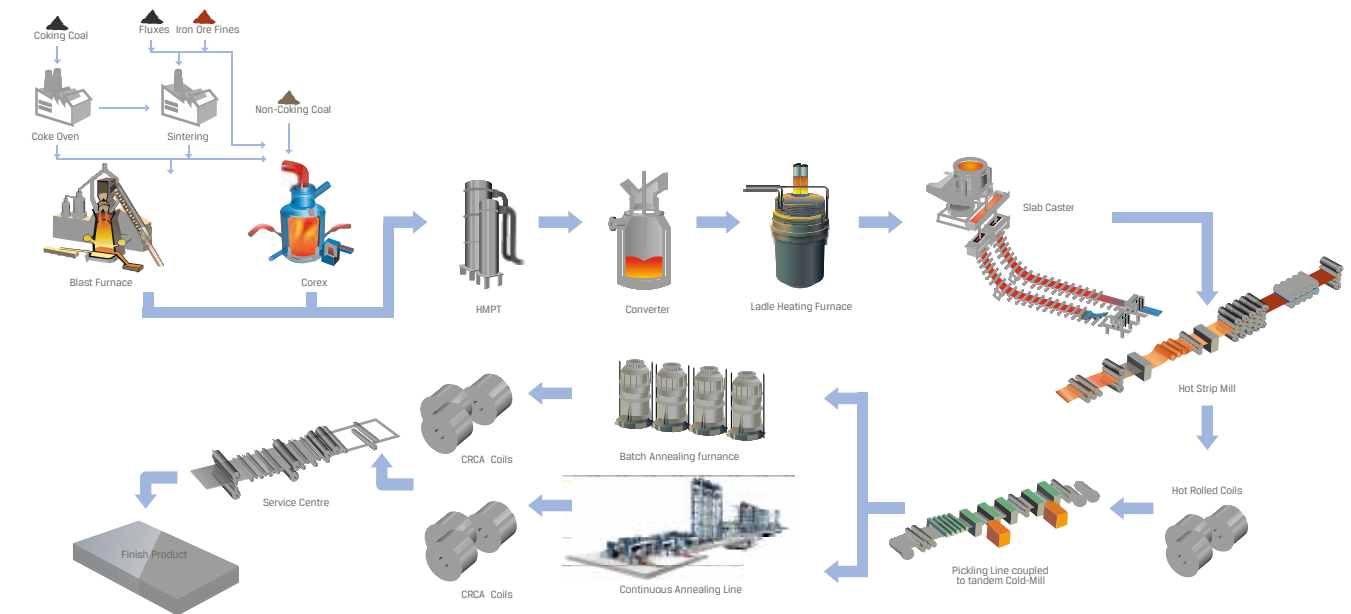 Coking Coal
Fluxes
Iron Ore Fines
Non-Coking Coal
Coke Oven
Sintering
Slab Caster
Blast Furnace
Corex
HMPT
Converter
Ladle Heating Furnace
Hot Strip Mill
Batch Annealing furnance
CRCA Coils
Service Centre
Hot Rolled Coils
Finish Product
Pickling Line coupled
to tandem Cold-Mill
Continuous Annealing Line
CRCA Coils